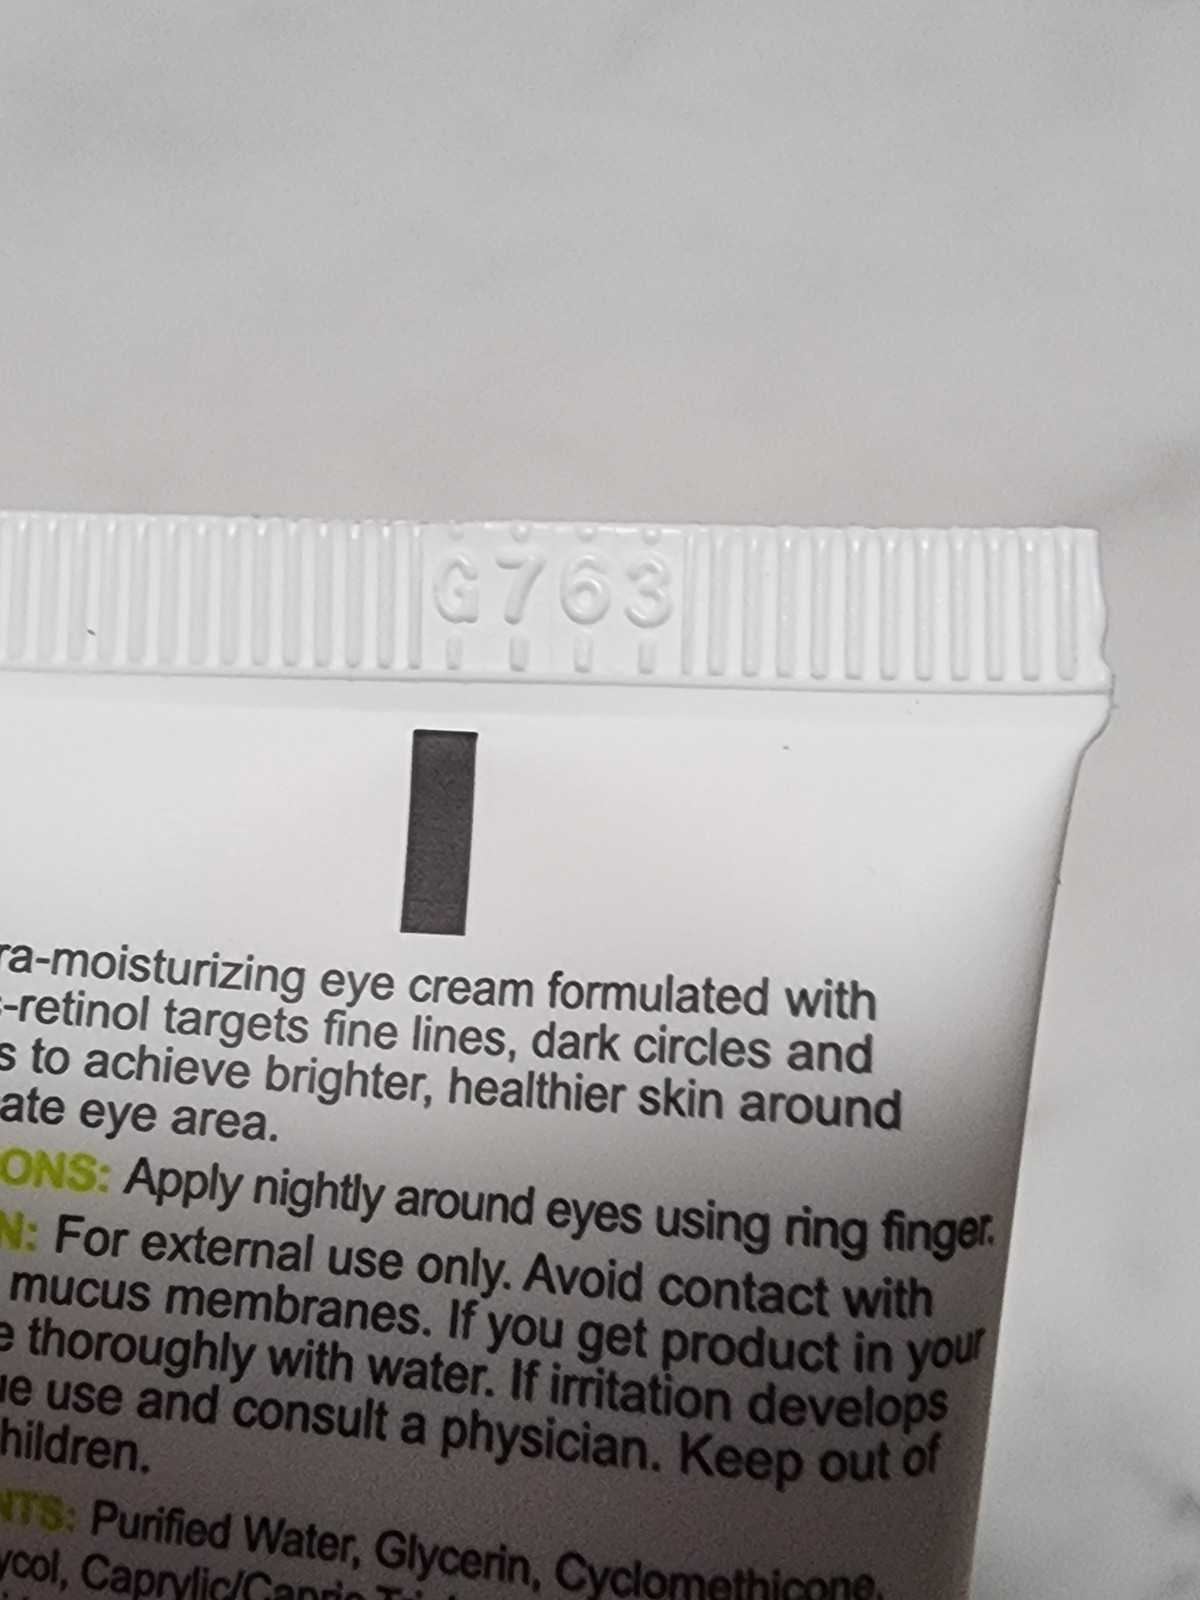 G763
ra-moisturizing eye cream formulated with
-retinol targets fine lines, dark circles and
s to achieve brighter, healthier skin around
ate eye area.
ONS: Apply nightly around eyes using ring finger.
N: For external use only. Avoid contact with
mucus membranes. If you get product in your
e thoroughly with water. If irritation develops
ue use and consult a physician. Keep out of
hildren.
NTS: Purified Water, Glycerin, Cyclomethicone,
ycol, Caprylic/Capric